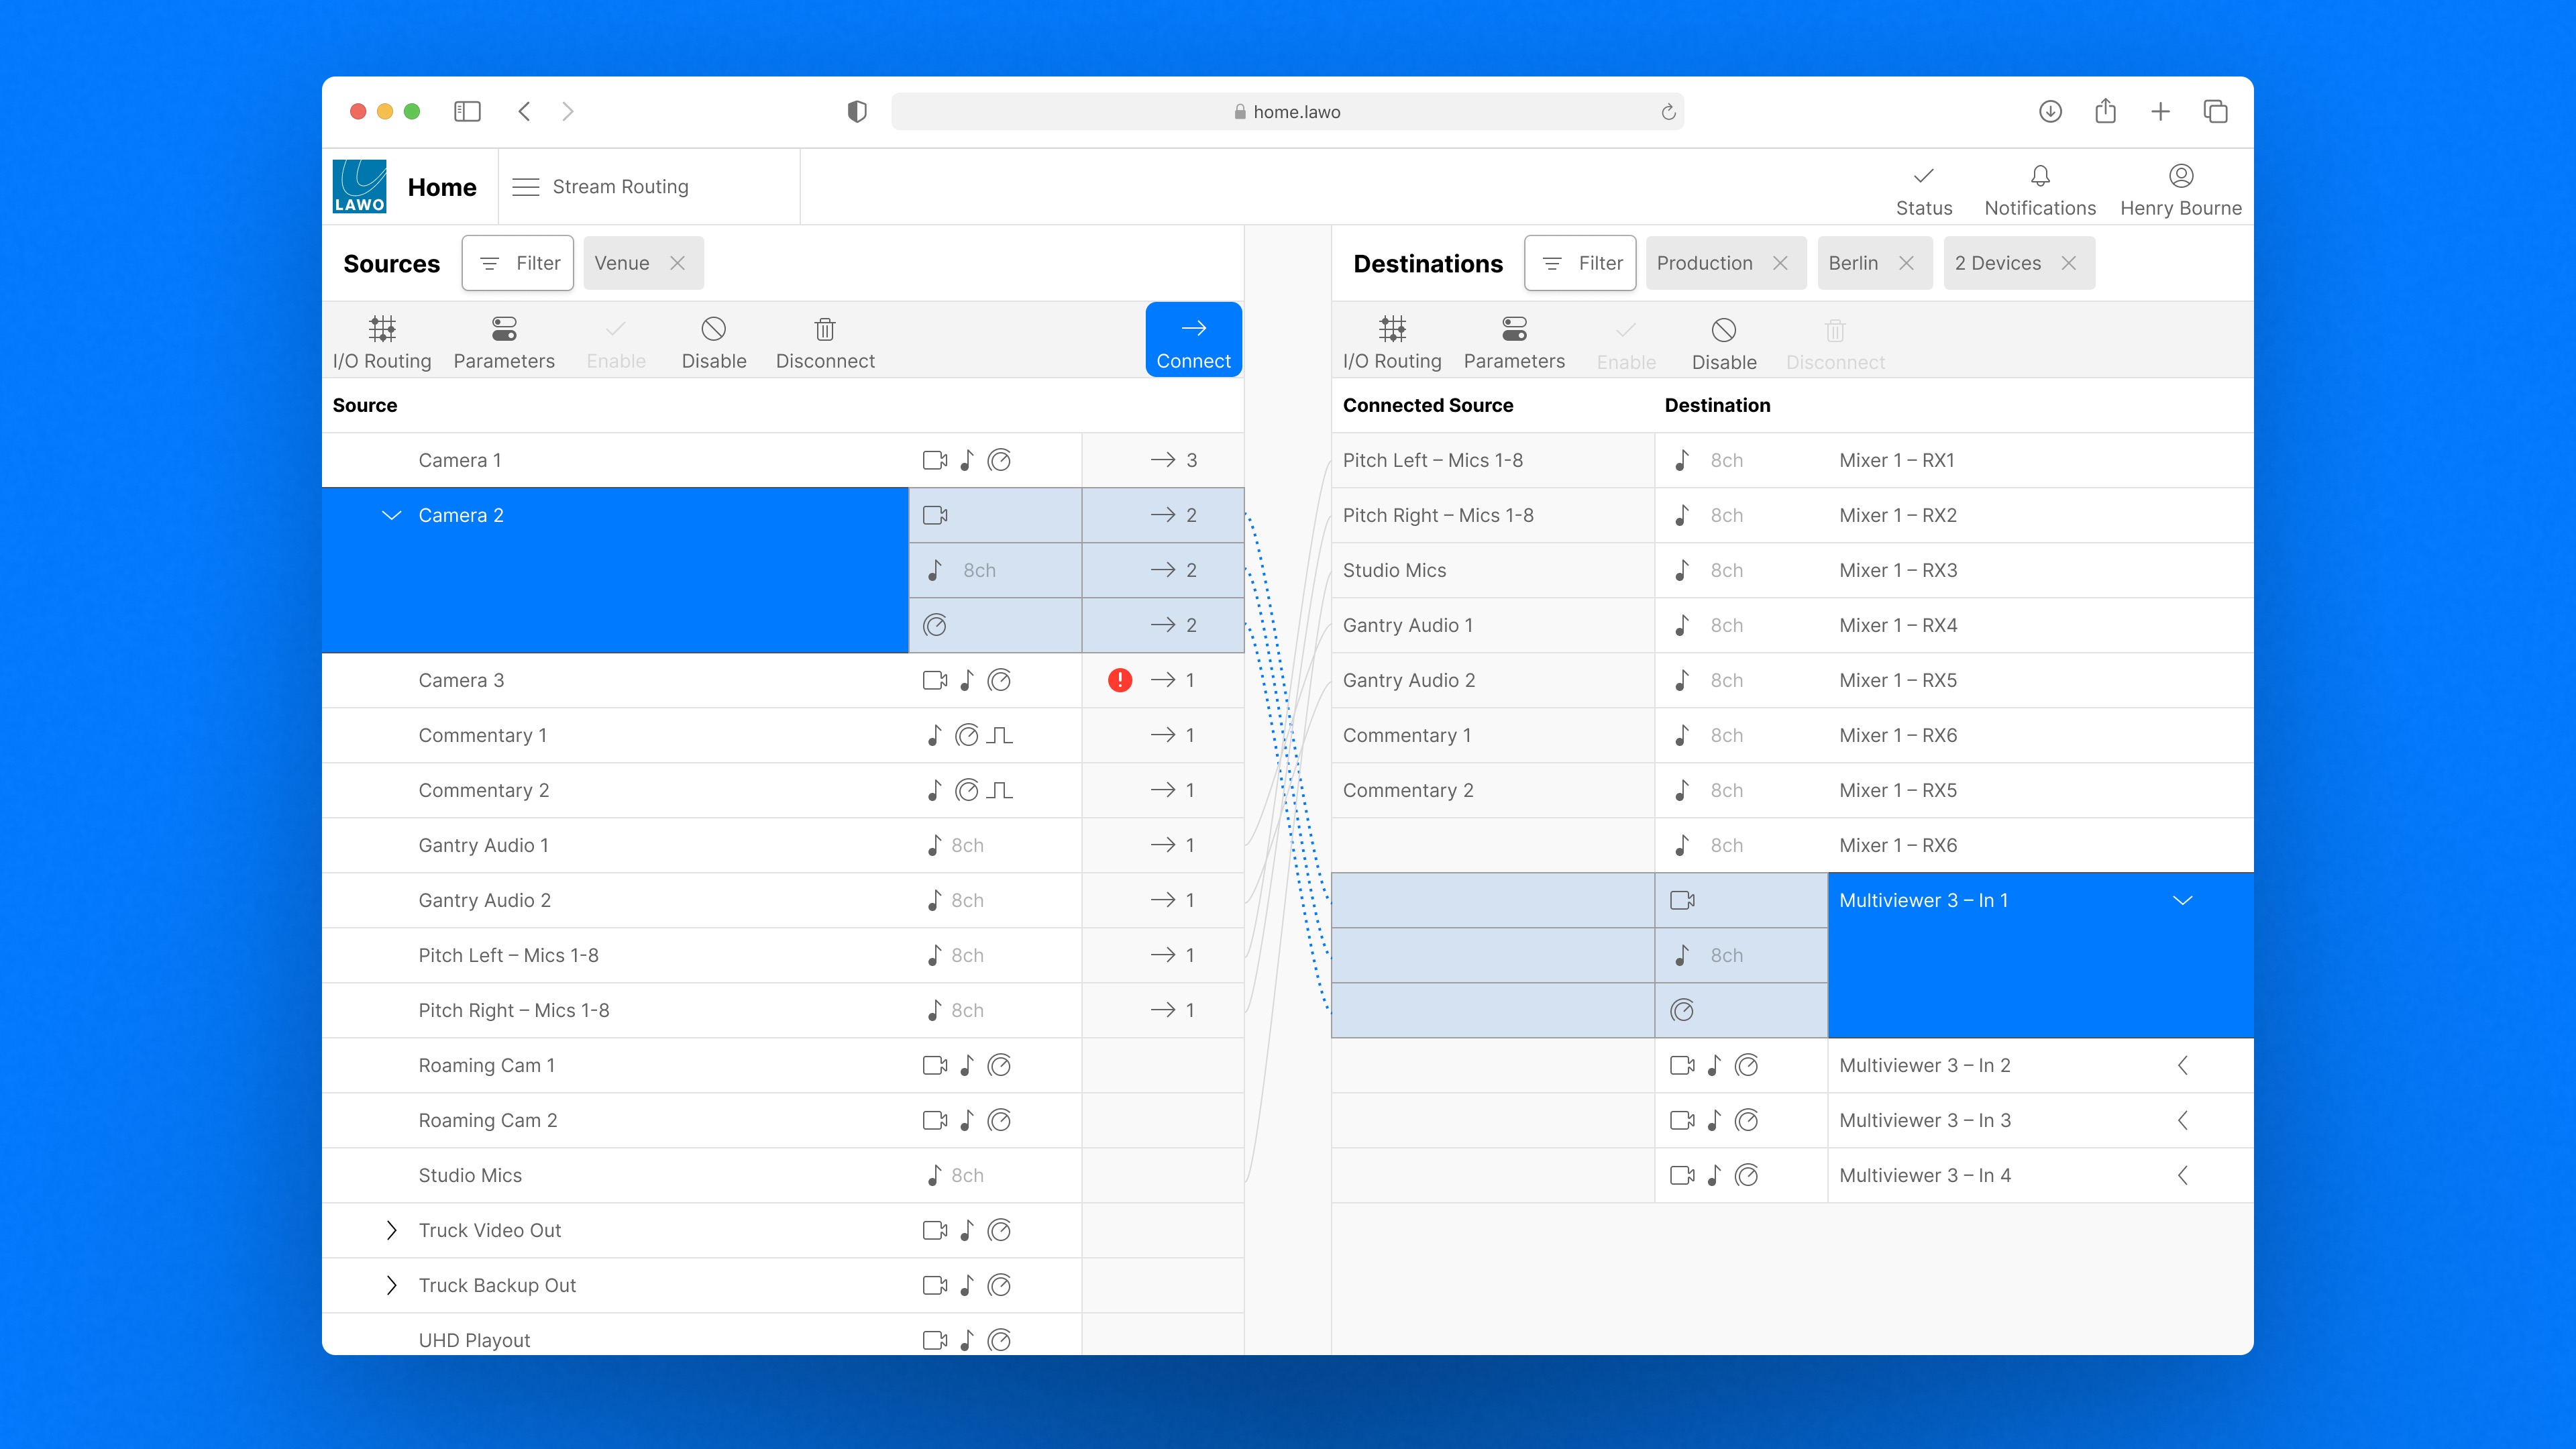 home.lawo
LAWO
Home
Stream Routing
Status
Notifications
Henry Bourne
Sources
Filter
Venue
Destinations
Filter
Production
Berlin
2 Devices
I/O Routing
Parameters
Enable
Disable
Disconnect
Connect
I/O Routing
Parameters
Enable
Disable
Disconnect
Source
Camera 1 3
Camera 2 2
8ch 2
2
Camera 3 ! 1
Commentary 1 1
Commentary 2 1
Gantry Audio 1 8ch 1
Gantry Audio 2 8ch 1
Pitch Left – Mics 1-8 8ch 1
Pitch Right – Mics 1-8 8ch 1
Roaming Cam 1
Roaming Cam 2
Studio Mics 8ch
Truck Video Out
Truck Backup Out
UHD Playout
Connected Source Destination
Pitch Left – Mics 1-8 8ch Mixer 1 – RX1
Pitch Right – Mics 1-8 8ch Mixer 1 – RX2
Studio Mics 8ch Mixer 1 – RX3
Gantry Audio 1 8ch Mixer 1 – RX4
Gantry Audio 2 8ch Mixer 1 – RX5
Commentary 1 8ch Mixer 1 – RX6
Commentary 2 8ch Mixer 1 – RX5
8ch Mixer 1 – RX6
Multiviewer 3 – In 1
8ch
Multiviewer 3 – In 2
Multiviewer 3 – In 3
Multiviewer 3 – In 4